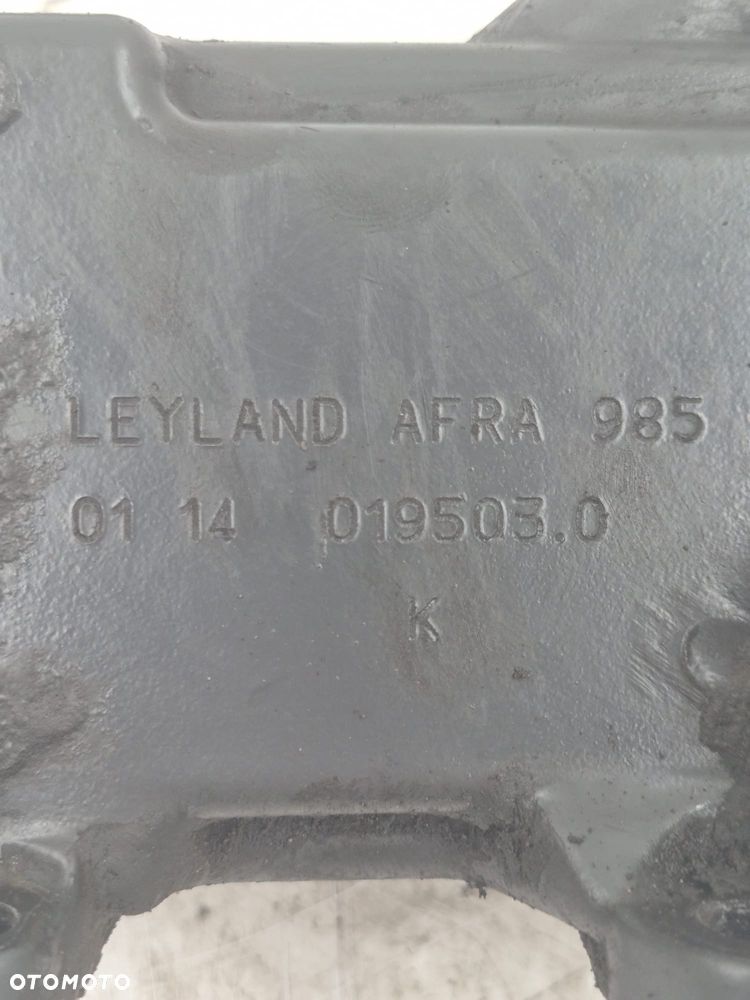 LEYLAND AFRA 985
01 14 019503.0
K
OTOMOTO